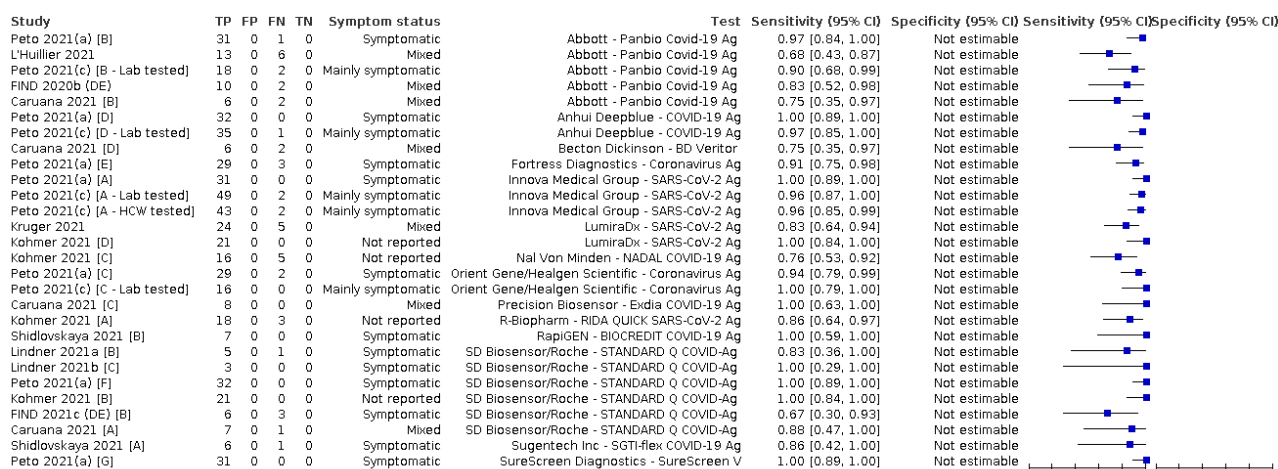 Study TP FP FN TN Symptom status Test Sensitivity (95% CI) Specificity (95% CI) Sensitivity (95% CI) Specificity (95% CI)
Peto 2021(a) [B] 31 0 1 0 Symptomatic Abbott - Panbio Covid-19 Ag 0.97 [0.84, 1.00] Not estimable
L'Huillier 2021 13 0 6 0 Mixed Abbott - Panbio Covid-19 Ag 0.68 [0.43, 0.87] Not estimable
Peto 2021(c) [B - Lab tested] 18 0 2 0 Mainly symptomatic Abbott - Panbio Covid-19 Ag 0.90 [0.68, 0.99] Not estimable
FIND 2020b (DE) 10 0 2 0 Mixed Abbott - Panbio Covid-19 Ag 0.83 [0.52, 0.98] Not estimable
Caruana 2021 [B] 6 0 2 0 Mixed Abbott - Panbio Covid-19 Ag 0.75 [0.35, 0.97] Not estimable
Peto 2021(a) [D] 32 0 0 0 Symptomatic Anhui Deepblue - COVID-19 Ag 1.00 [0.89, 1.00] Not estimable
Peto 2021(c) [D - Lab tested] 35 0 1 0 Mainly symptomatic Anhui Deepblue - COVID-19 Ag 0.97 [0.85, 1.00] Not estimable
Caruana 2021 [D] 6 0 2 0 Mixed Becton Dickinson - BD Veritor 0.75 [0.35, 0.97] Not estimable
Peto 2021(a) [E] 29 0 3 0 Symptomatic Fortress Diagnostics - Coronavirus Ag 0.91 [0.75, 0.98] Not estimable
Peto 2021(a) [A] 31 0 0 0 Symptomatic Innova Medical Group - SARS-CoV-2 Ag 1.00 [0.89, 1.00] Not estimable
Peto 2021(c) [A - Lab tested] 49 0 2 0 Mainly symptomatic Innova Medical Group - SARS-CoV-2 Ag 0.96 [0.87, 1.00] Not estimable
Peto 2021(c) [A - HCW tested] 43 0 2 0 Mainly symptomatic Innova Medical Group - SARS-CoV-2 Ag 0.96 [0.85, 0.99] Not estimable
Kruger 2021 24 0 5 0 Mixed LumiraDx - SARS-CoV-2 Ag 0.83 [0.64, 0.94] Not estimable
Kohmer 2021 [D] 21 0 0 0 Not reported LumiraDx - SARS-CoV-2 Ag 1.00 [0.84, 1.00] Not estimable
Kohmer 2021 [C] 16 0 5 0 Not reported Nal Von Minden - NADAL COVID-19 Ag 0.76 [0.53, 0.92] Not estimable
Peto 2021(a) [C] 29 0 2 0 Symptomatic Orient Gene/Healgen Scientific - Coronavirus Ag 0.94 [0.79, 0.99] Not estimable
Peto 2021(c) [C - Lab tested] 16 0 0 0 Mainly symptomatic Orient Gene/Healgen Scientific - Coronavirus Ag 1.00 [0.79, 1.00] Not estimable
Caruana 2021 [C] 8 0 0 0 Mixed Precision Biosensor - Exdia COVID-19 Ag 1.00 [0.63, 1.00] Not estimable
Kohmer 2021 [A] 18 0 3 0 Not reported R-Biopharm - RIDA QUICK SARS-CoV-2 Ag 0.86 [0.64, 0.97] Not estimable
Shidlovskaya 2021 [B] 7 0 0 0 Symptomatic RapiGEN - BIOCREDIT COVID-19 Ag 1.00 [0.59, 1.00] Not estimable
Lindner 2021a [B] 5 0 1 0 Symptomatic SD Biosensor/Roche - STANDARD Q COVID-Ag 0.83 [0.36, 1.00] Not estimable
Lindner 2021b [C] 3 0 0 0 Symptomatic SD Biosensor/Roche - STANDARD Q COVID-Ag 1.00 [0.29, 1.00] Not estimable
Peto 2021(a) [F] 32 0 0 0 Symptomatic SD Biosensor/Roche - STANDARD Q COVID-Ag 1.00 [0.89, 1.00] Not estimable
Kohmer 2021 [B] 21 0 0 0 Not reported SD Biosensor/Roche - STANDARD Q COVID-Ag 1.00 [0.84, 1.00] Not estimable
FIND 2021c (DE) [B] 6 0 3 0 Symptomatic SD Biosensor/Roche - STANDARD Q COVID-Ag 0.67 [0.30, 0.93] Not estimable
Caruana 2021 [A] 7 0 1 0 Mixed SD Biosensor/Roche - STANDARD Q COVID-Ag 0.88 [0.47, 1.00] Not estimable
Shidlovskaya 2021 [A] 6 0 1 0 Symptomatic Sugentech Inc - SGTI-flex COVID-19 Ag 0.86 [0.42, 1.00] Not estimable
Peto 2021(a) [G] 31 0 0 0 Symptomatic SureScreen Diagnostics - SureScreen V 1.00 [0.89, 1.00] Not estimable